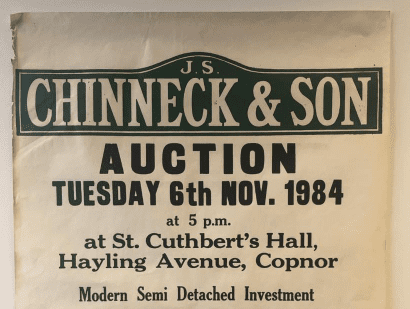 J. S.
CHINNECK & SON
AUCTION
TUESDAY 6th NOV. 1984
at 5 p.m.
at St. Cuthbert's Hall,
Hayling Avenue, Copnor
Modern Semi Detached Investment